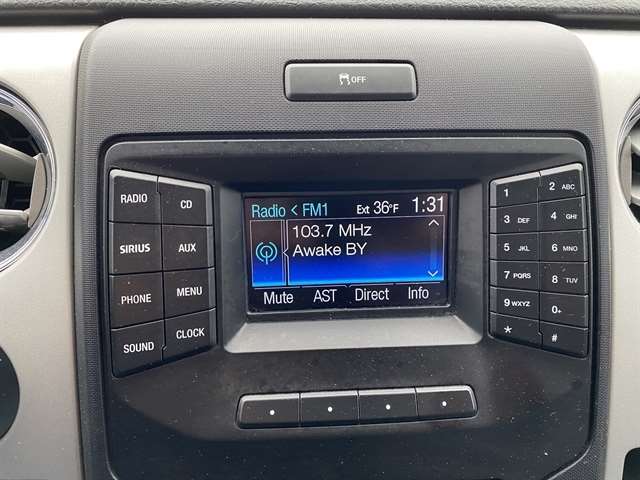 OFF
RADIO
CD
SIRIUS
AUX
PHONE
MENU
SOUND
CLOCK
Radio < FM1 Ext 36°F 1:31
103.7 MHz
Awake BY
Mute AST Direct Info
1
2 ABC
3 DEF
4 GHI
5 JKL
6 MNO
7 PQRS
8 TUV
9 WXYZ
0+
*
#